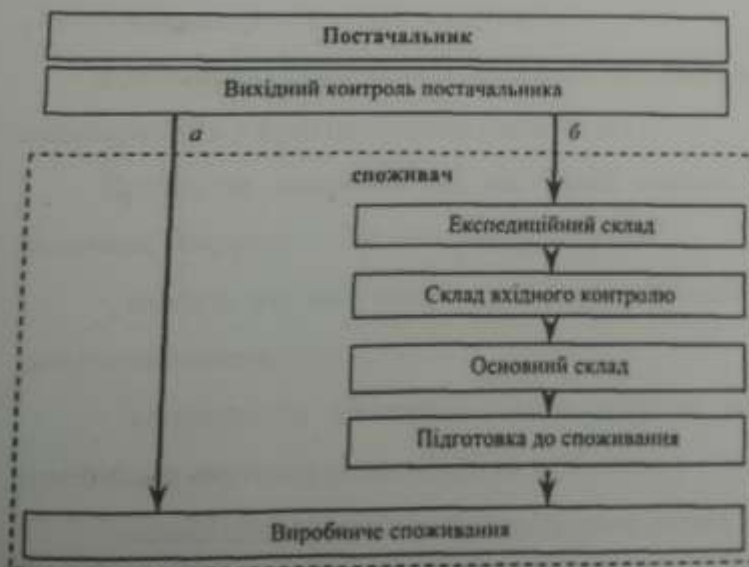 Постачальник
Вихідний контроль постачальника
а
б
споживач
Експедиційний склад
Склад вхідного контролю
Основний склад
Підготовка до споживання
Виробниче споживання